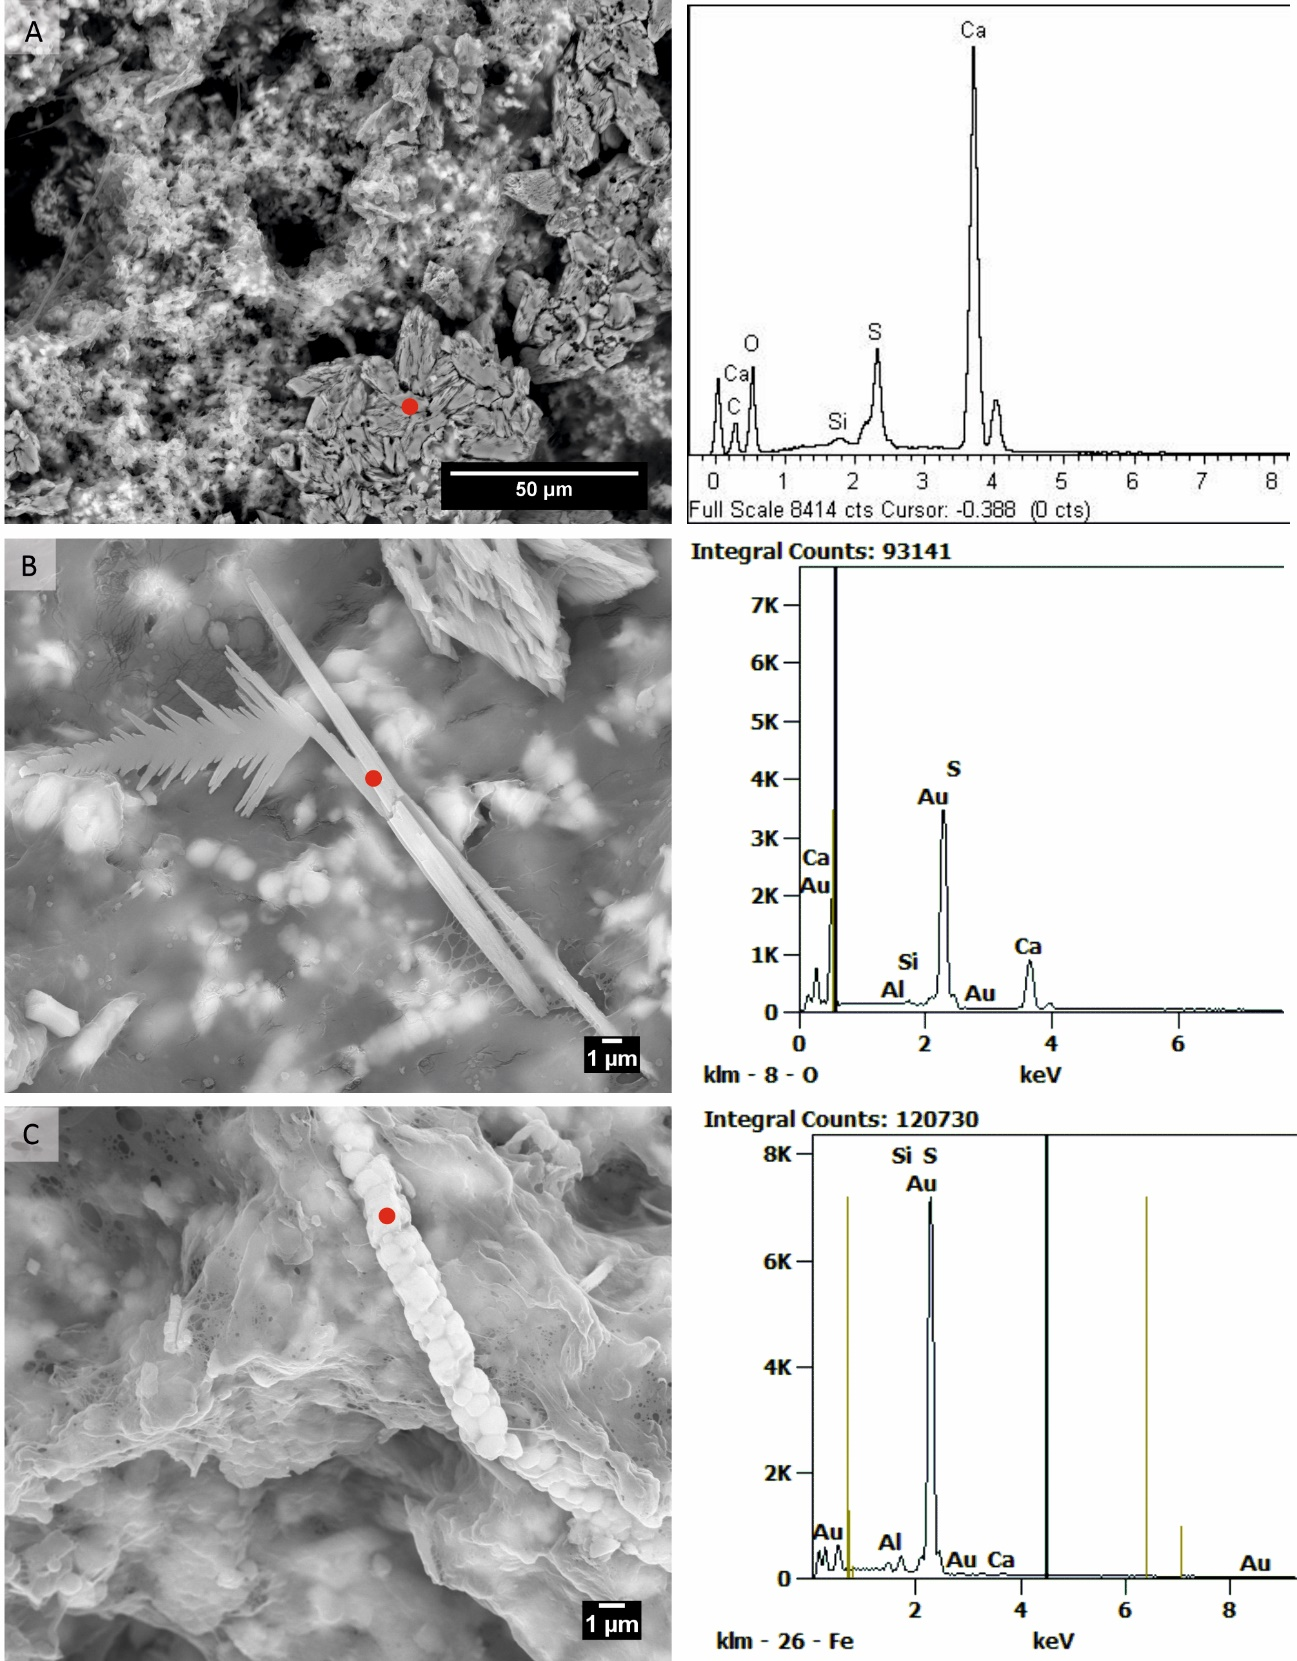 A
50 µm
Ca
O
Ca
C
Si
S
0 1 2 3 4 5 6 7 8
Full Scale 8414 cts Cursor: -0.388 (0 cts)
B
1 µm
Integral Counts: 93141
7K
6K
5K
4K
3K
2K
1K
0
S
Au
Ca
Au
Si
Al
Au
Ca
0 2 4 6
klm - 8 - O keV
C
1 µm
Integral Counts: 120730
8K
6K
4K
2K
0
Si S
Au
Au
Al
Au
Ca
Au
2 4 6 8
klm - 26 - Fe keV